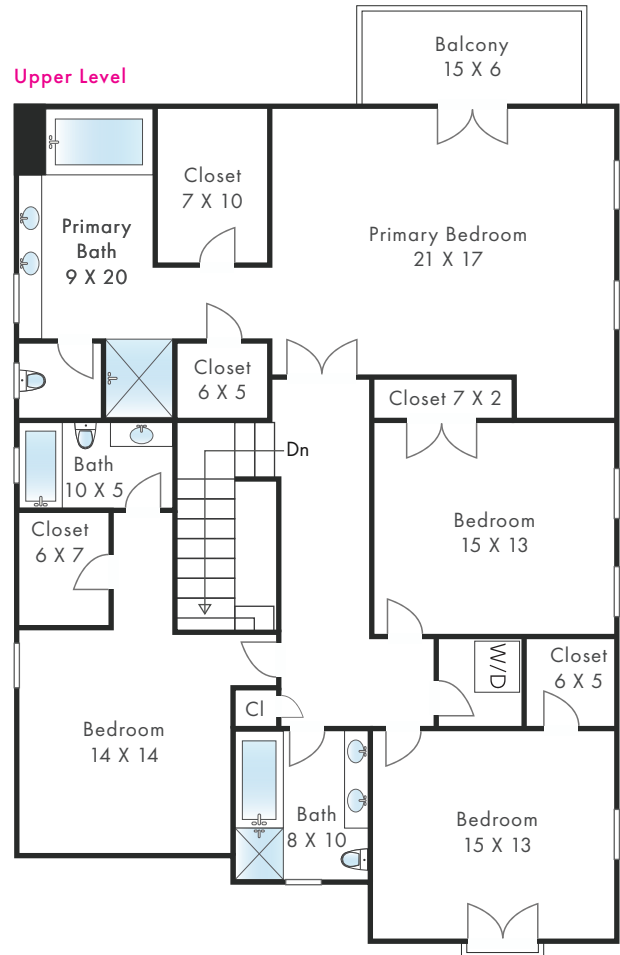 Balcony
15 X 6
Upper Level
Closet
7 X 10
Primary
Bath
9 X 20
Primary Bedroom
21 X 17
Closet
6 X 5
Closet 7 X 2
Dn
Bath
10 X 5
Bedroom
15 X 13
Closet
6 X 7
W/D
Closet
6 X 5
Cl
Bedroom
14 X 14
Bath
8 X 10
Bedroom
15 X 13